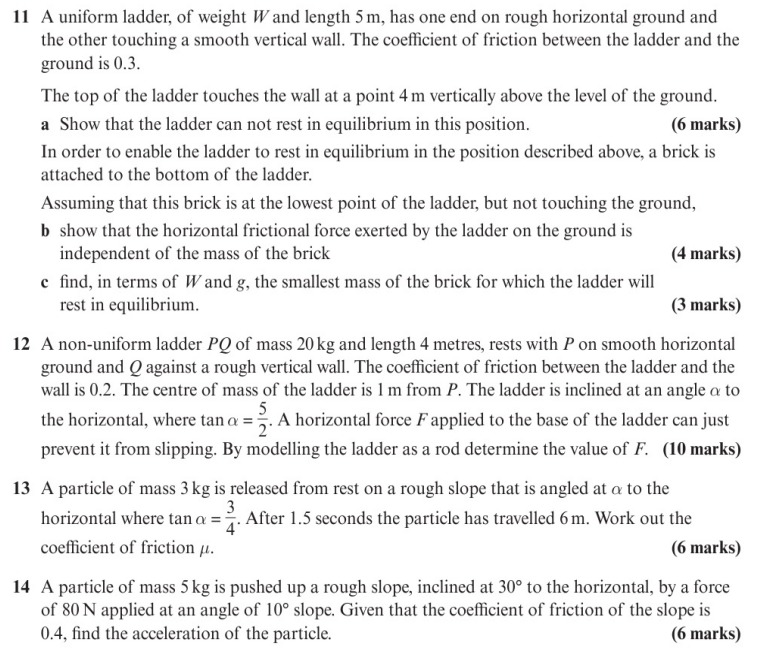 11 A uniform ladder, of weight W and length 5 m, has one end on rough horizontal ground and
the other touching a smooth vertical wall. The coefficient of friction between the ladder and the
ground is 0.3.
The top of the ladder touches the wall at a point 4 m vertically above the level of the ground.
a Show that the ladder can not rest in equilibrium in this position. (6 marks)
In order to enable the ladder to rest in equilibrium in the position described above, a brick is
attached to the bottom of the ladder.
Assuming that this brick is at the lowest point of the ladder, but not touching the ground,
b show that the horizontal frictional force exerted by the ladder on the ground is
independent of the mass of the brick (4 marks)
c find, in terms of W and g, the smallest mass of the brick for which the ladder will
rest in equilibrium. (3 marks)
12 A non-uniform ladder PQ of mass 20 kg and length 4 metres, rests with P on smooth horizontal
ground and Q against a rough vertical wall. The coefficient of friction between the ladder and the
wall is 0.2. The centre of mass of the ladder is 1 m from P. The ladder is inclined at an angle α to
the horizontal, where tan α = 5/2. A horizontal force F applied to the base of the ladder can just
prevent it from slipping. By modelling the ladder as a rod determine the value of F. (10 marks)
13 A particle of mass 3 kg is released from rest on a rough slope that is angled at α to the
horizontal where tan α = 3/4. After 1.5 seconds the particle has travelled 6 m. Work out the
coefficient of friction μ. (6 marks)
14 A particle of mass 5 kg is pushed up a rough slope, inclined at 30° to the horizontal, by a force
of 80 N applied at an angle of 10° slope. Given that the coefficient of friction of the slope is
0.4, find the acceleration of the particle. (6 marks)